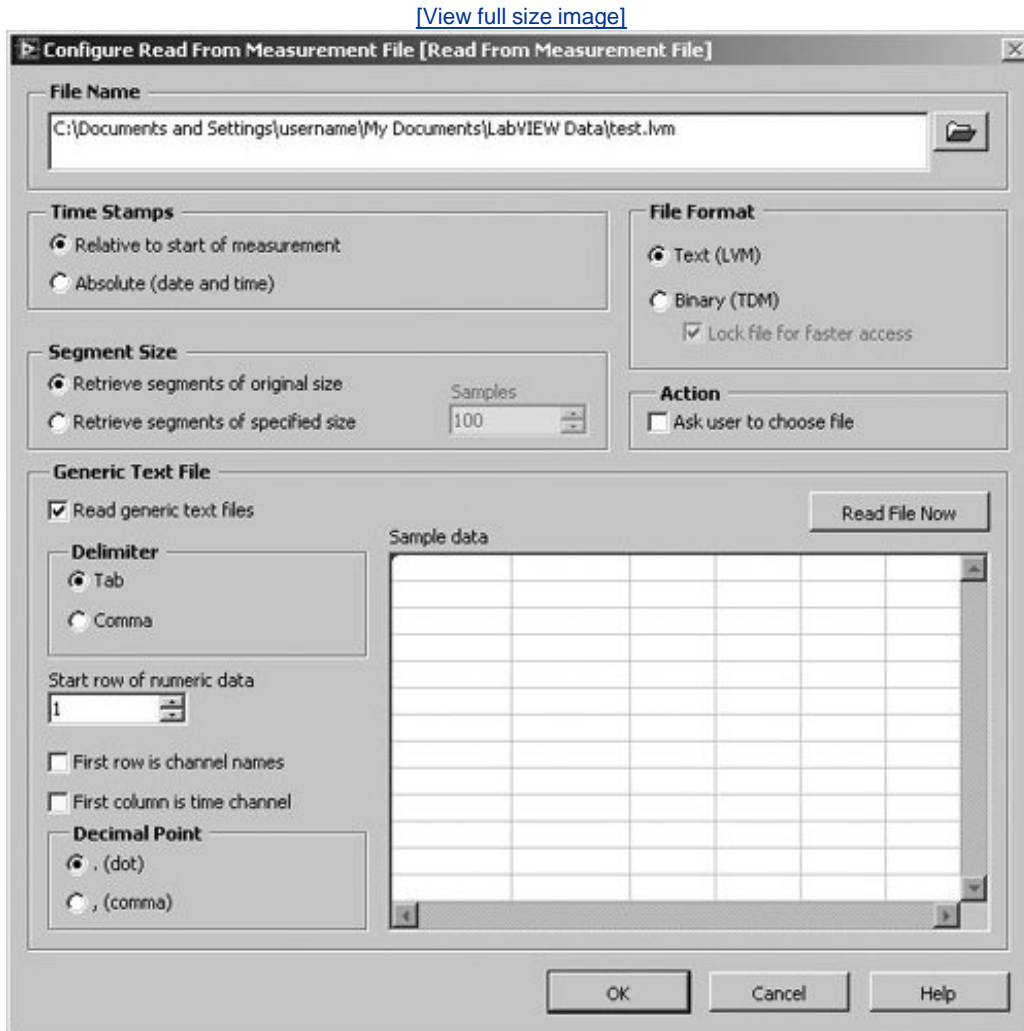 [View full size image]
Configure Read From Measurement File [Read From Measurement File]
File Name
C:\Documents and Settings\username\My Documents\LabVIEW Data\test.lvm
Time Stamps
Relative to start of measurement
Absolute (date and time)
File Format
Text (LVM)
Binary (TDM)
Lock file for faster access
Segment Size
Retrieve segments of original size
Retrieve segments of specified size
Samples
100
Action
Ask user to choose file
Generic Text File
Read generic text files
Read File Now
Delimiter
Tab
Comma
Sample data
Start row of numeric data
1
First row is channel names
First column is time channel
Decimal Point
. (dot)
, (comma)
OK
Cancel
Help